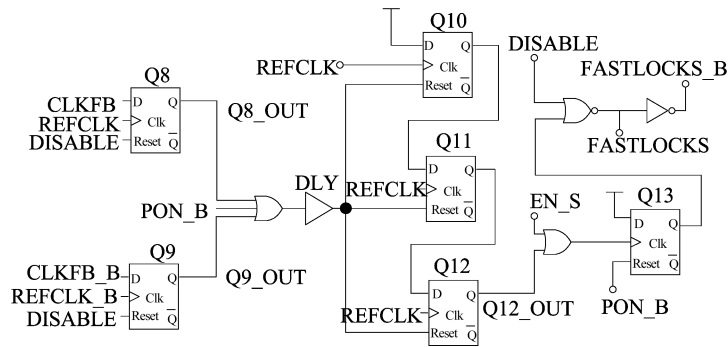 Q10
D Q
REFCLK
Clk
Reset Q
DISABLE
FASTLOCKS_B
FASTLOCKS
Q8
CLKFB
D Q
REFCLK
Clk
DISABLE
Reset Q
Q8_OUT
Q11
D Q
REFCLK
Clk
Reset Q
DLY
PON_B
EN_S
Q13
D Q
Clk
Reset Q
PON_B
Q9
CLKFB_B
D Q
REFCLK_B
Clk
DISABLE
Reset Q
Q9_OUT
Q12
D Q
REFCLK
Clk
Reset Q
Q12_OUT